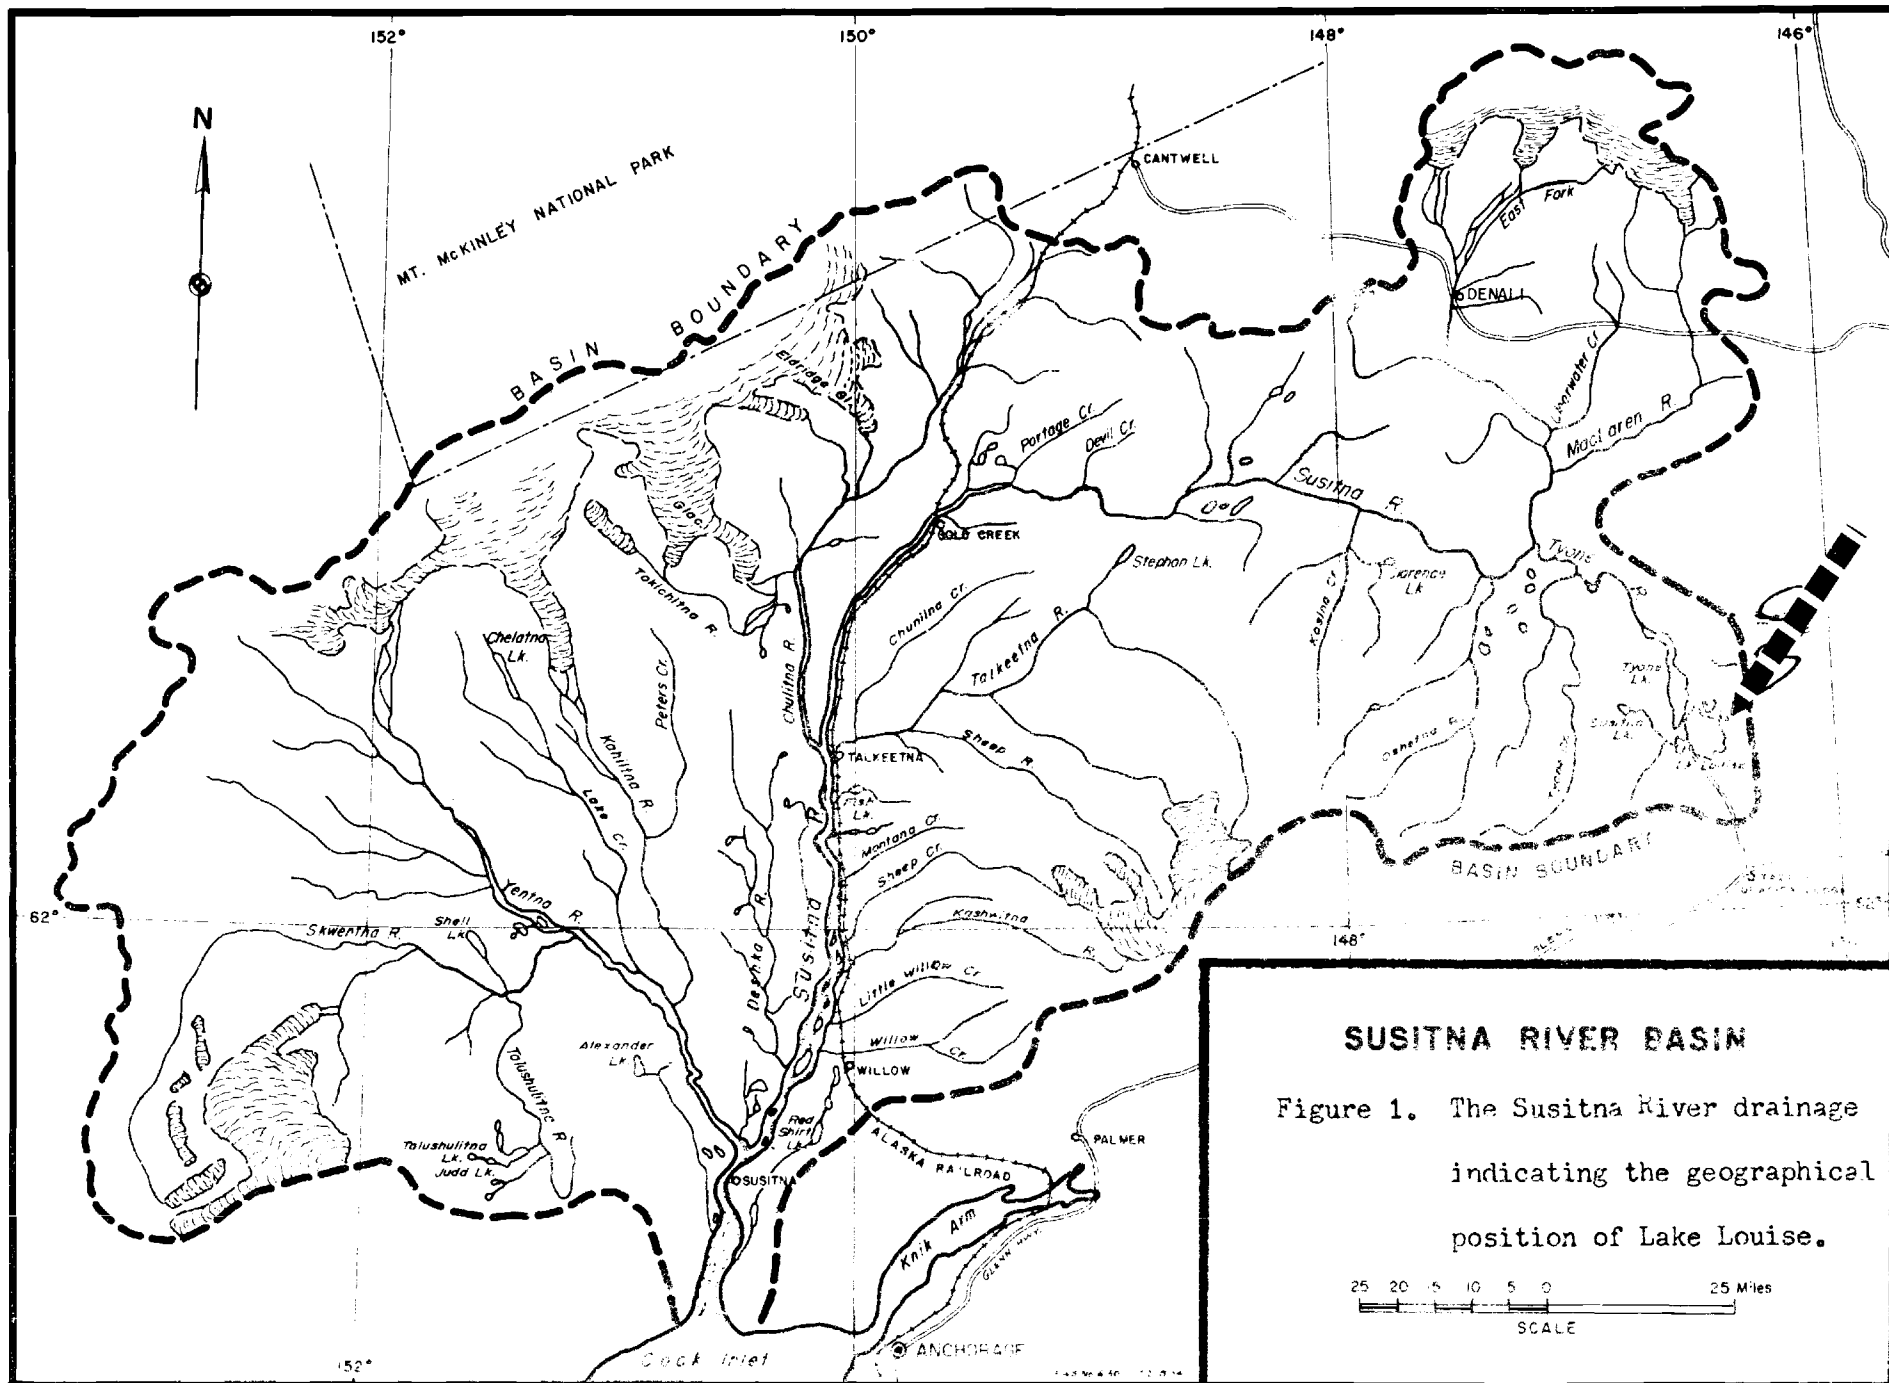 152°
150°
148°
146°
N
MT. McKINLEY NATIONAL PARK
BASIN BOUNDARY
CANTWELL
East Fork
DENALI
Eldridge Gl.
Clearwater Cr.
MacLaren R.
Portage Cr.
Devil Cr.
Susitna R.
Glac.
GOLD CREEK
Stephan Lk.
Tyone R.
Tokichitna R.
Chunilna Cr.
Kosina Cr.
Clarence Lk
Chelatna Lk.
Peters Cr.
Chulitna R.
Talkeetna R.
Tyone Lk.
Susitna Lk.
Oshetna R.
Kahiltna R.
TALKEETNA
Sheep R.
Lake Cr.
Fish Lk.
Montana Cr.
Sheep Cr.
BASIN BOUNDARY
62°
Yentna R.
Skwentna R.
Shell Lk.
Deshka R.
Susitna R.
Kashwitna R.
148°
62°
Little Willow Cr.
Willow Cr.
WILLOW
Alexander Lk.
Talushulitna R.
Red Shirt Lk.
Talushulitna Lk.
Judd Lk.
SUSITNA
ALASKA RAILROAD
PALMER
Knik Arm
GLENN HWY.
Cook Inlet
ANCHORAGE
152°
SUSITNA RIVER BASIN
Figure 1. The Susitna River drainage
indicating the geographical
position of Lake Louise.
25 20 15 10 5 0 25 Miles
SCALE